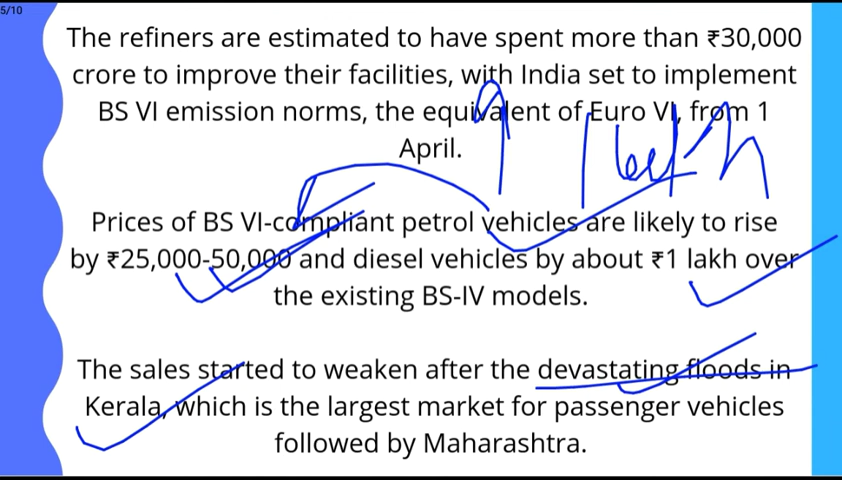 5/10
The refiners are estimated to have spent more than ₹30,000
crore to improve their facilities, with India set to implement
BS VI emission norms, the equivalent of Euro VI, from 1
April.
Prices of BS VI-compliant petrol vehicles are likely to rise
by ₹25,000-50,000 and diesel vehicles by about ₹1 lakh over
the existing BS-IV models.
The sales started to weaken after the devastating floods in
Kerala, which is the largest market for passenger vehicles
followed by Maharashtra.